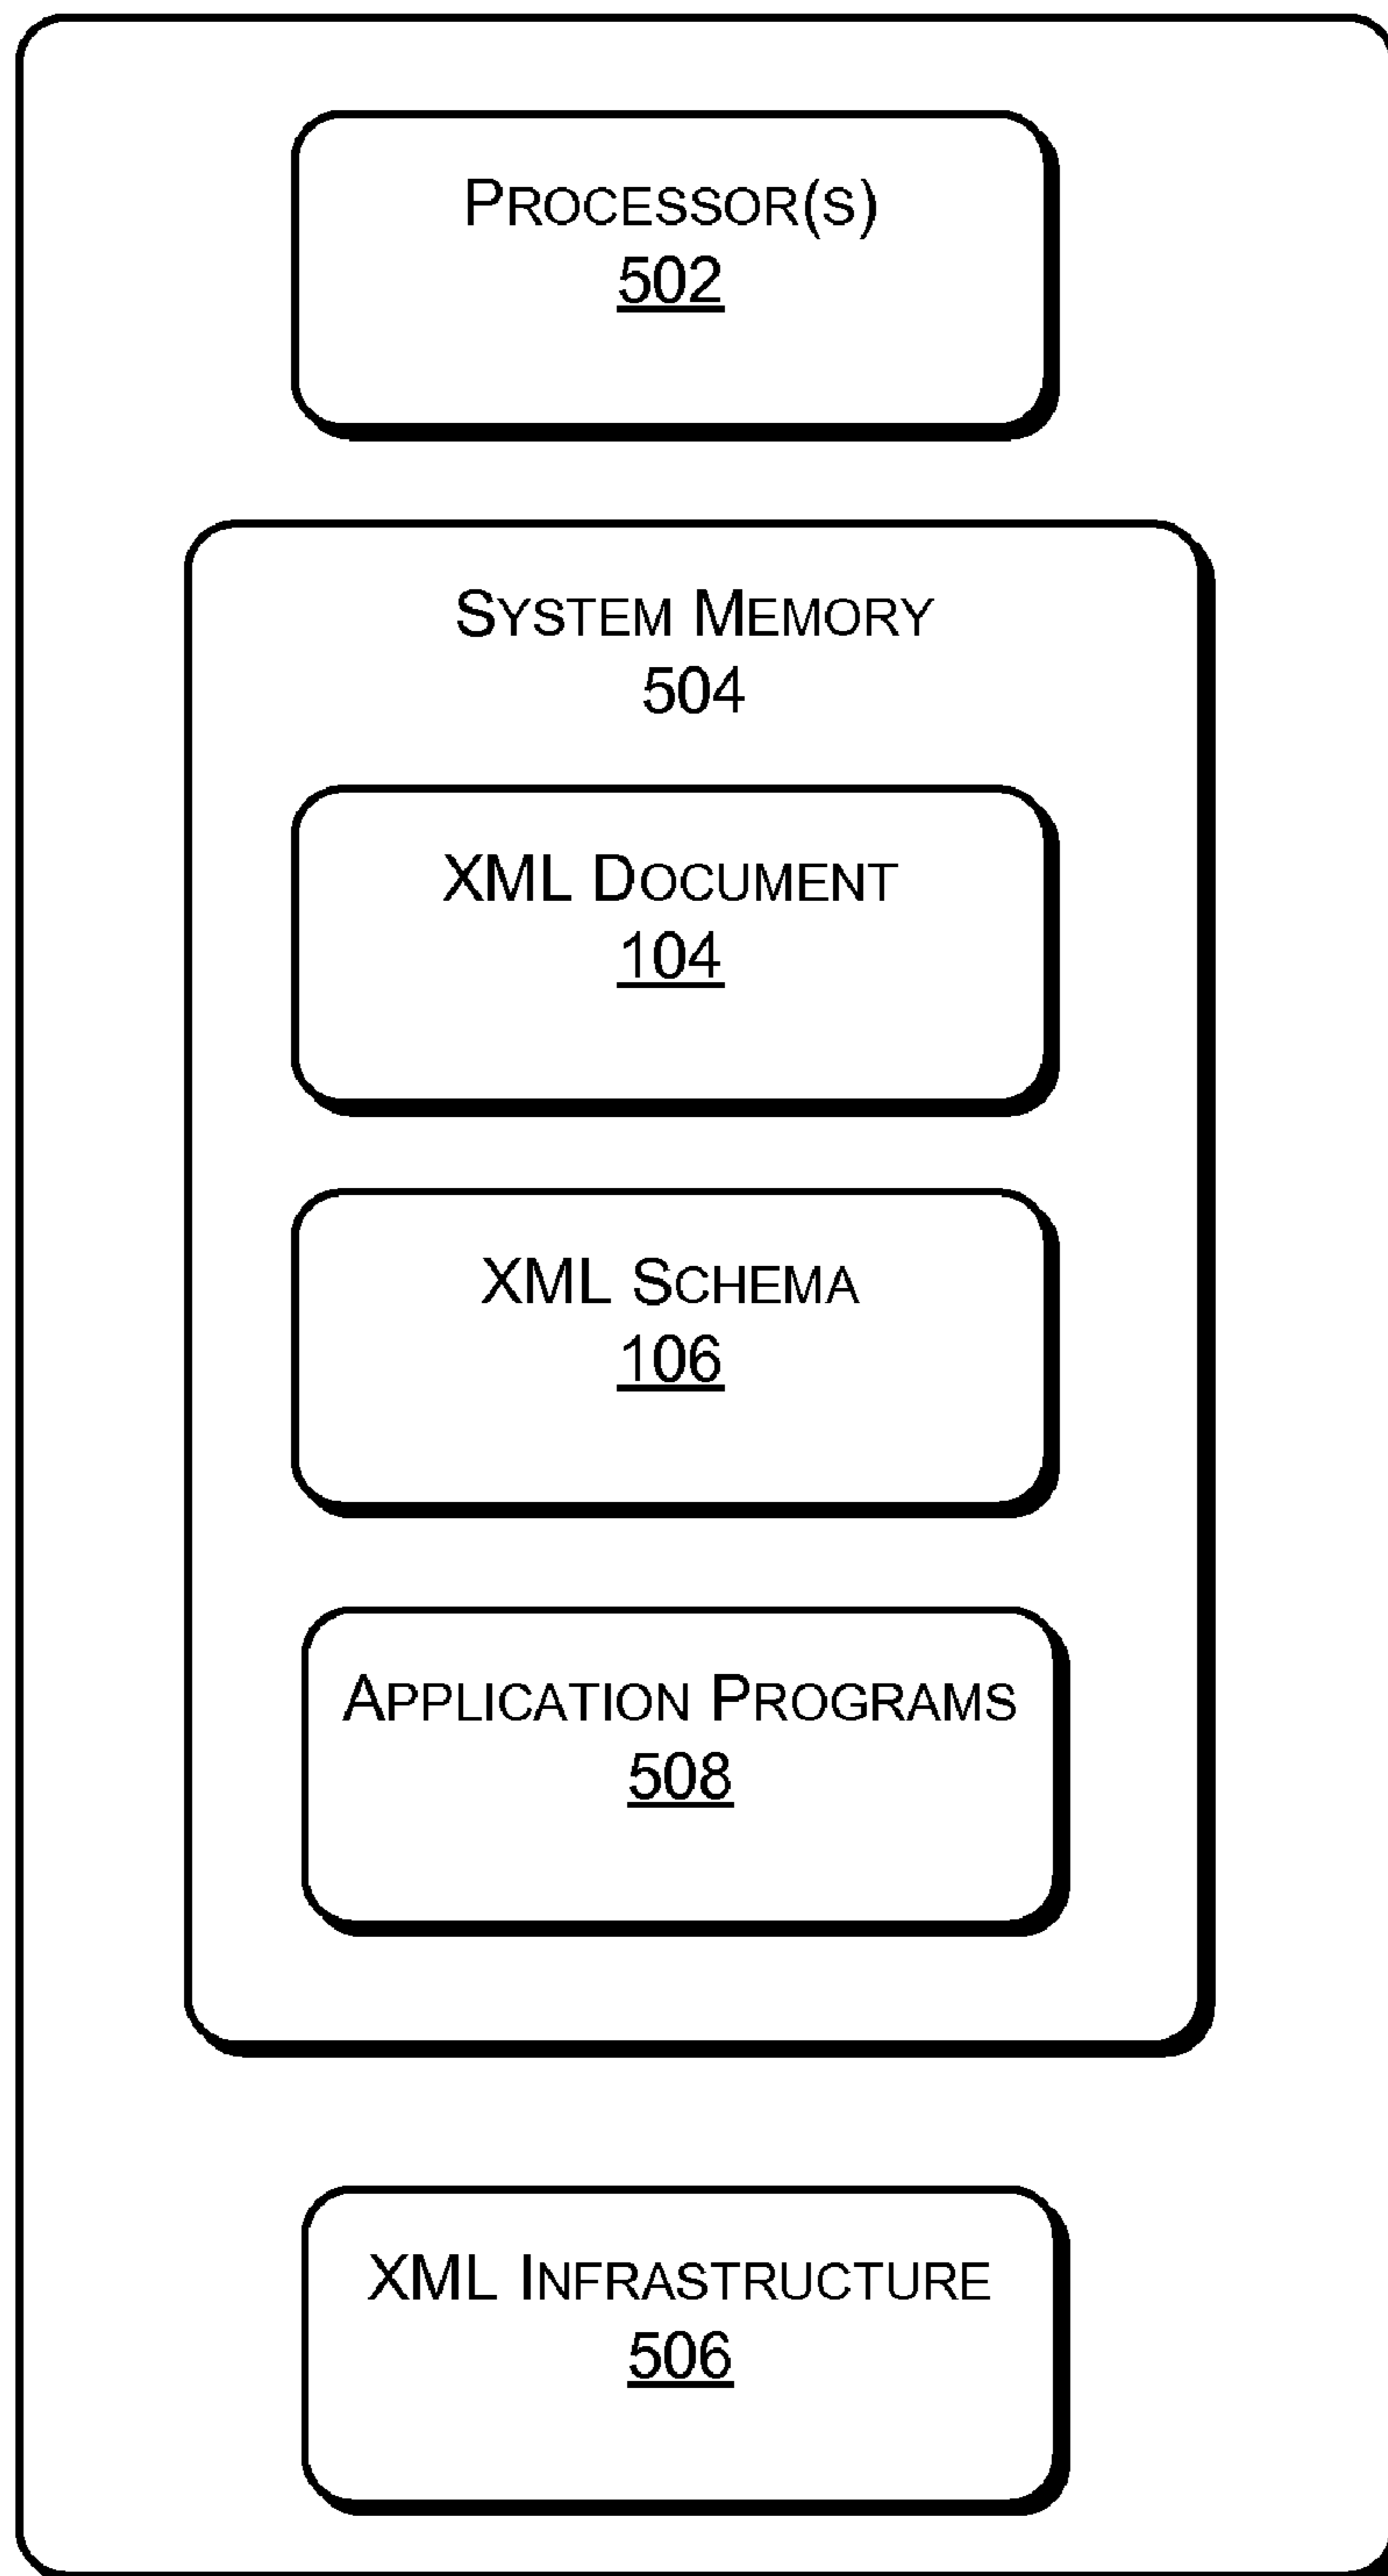 PROCESSOR(S)
502
SYSTEM MEMORY
504
XML DOCUMENT
104
XML SCHEMA
106
APPLICATION PROGRAMS
508
XML INFRASTRUCTURE
506